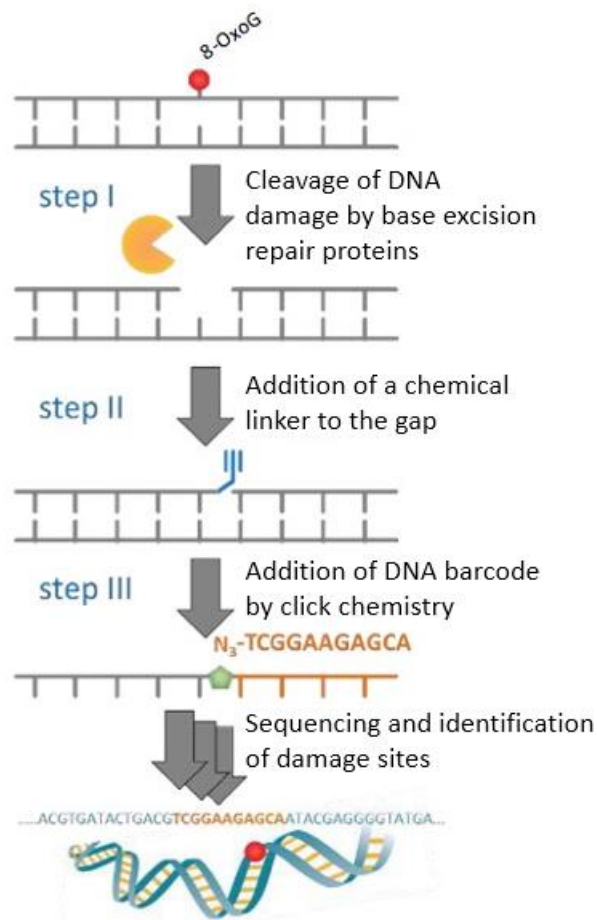 8-OxoG
step I
Cleavage of DNA
damage by base excision
repair proteins
step II
Addition of a chemical
linker to the gap
step III
Addition of DNA barcode
by click chemistry
N₃-TCGGAAGAGCA
Sequencing and identification
of damage sites
.....ACGTGATACTGACGTCGGAAGAGCAATACGAGGGGTATGA...